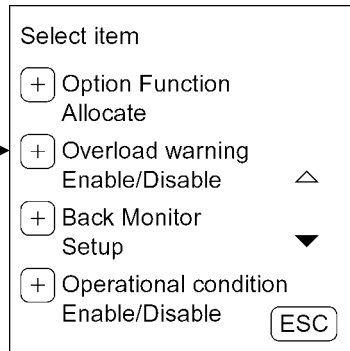 Select item
+ Option Function
Allocate
+ Overload warning
Enable/Disable
+ Back Monitor
Setup
+ Operational condition
Enable/Disable
ESC